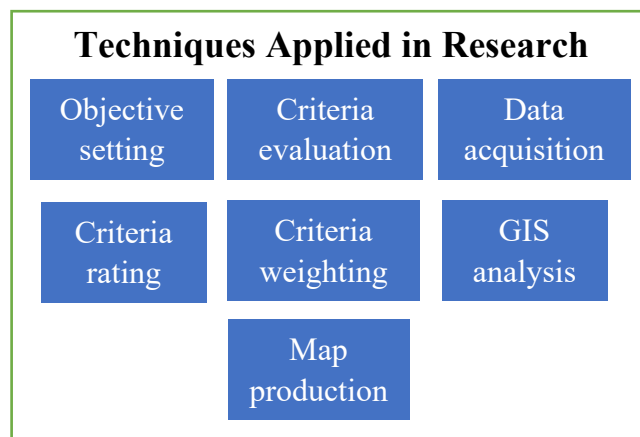 Techniques Applied in Research
Objective
setting
Criteria
evaluation
Data
acquisition
Criteria
rating
Criteria
weighting
GIS
analysis
Map
production